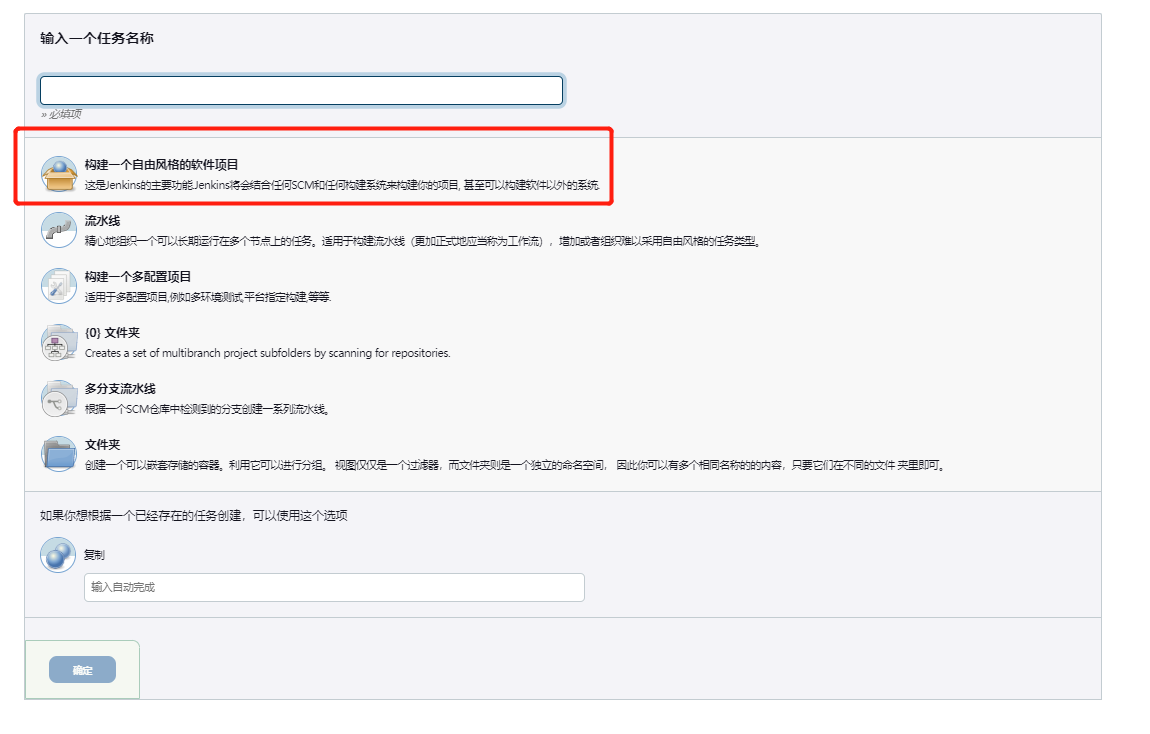 输入一个任务名称
» 必填项
构建一个自由风格的软件项目
这是Jenkins的主要功能.Jenkins将会结合任何SCM和任何构建系统来构建你的项目, 甚至可以构建软件以外的系统.
流水线
精心地组织一个可以长期运行在多个节点上的任务。适用于构建流水线（更加正式地应当称为工作流），增加或者组织难以采用自由风格的任务类型。
构建一个多配置项目
适用于多配置项目,例如多环境测试,平台指定构建,等等.
{0} 文件夹
Creates a set of multibranch project subfolders by scanning for repositories.
多分支流水线
根据一个SCM仓库中检测到的分支创建一系列流水线。
文件夹
创建一个可以嵌套存储的容器。利用它可以进行分组。 视图仅仅是一个过滤器，而文件夹则是一个独立的命名空间， 因此你可以有多个相同名称的的内容，只要它们在不同的文件 夹里即可。
如果你想根据一个已经存在的任务创建，可以使用这个选项
复制
输入自动完成
确定